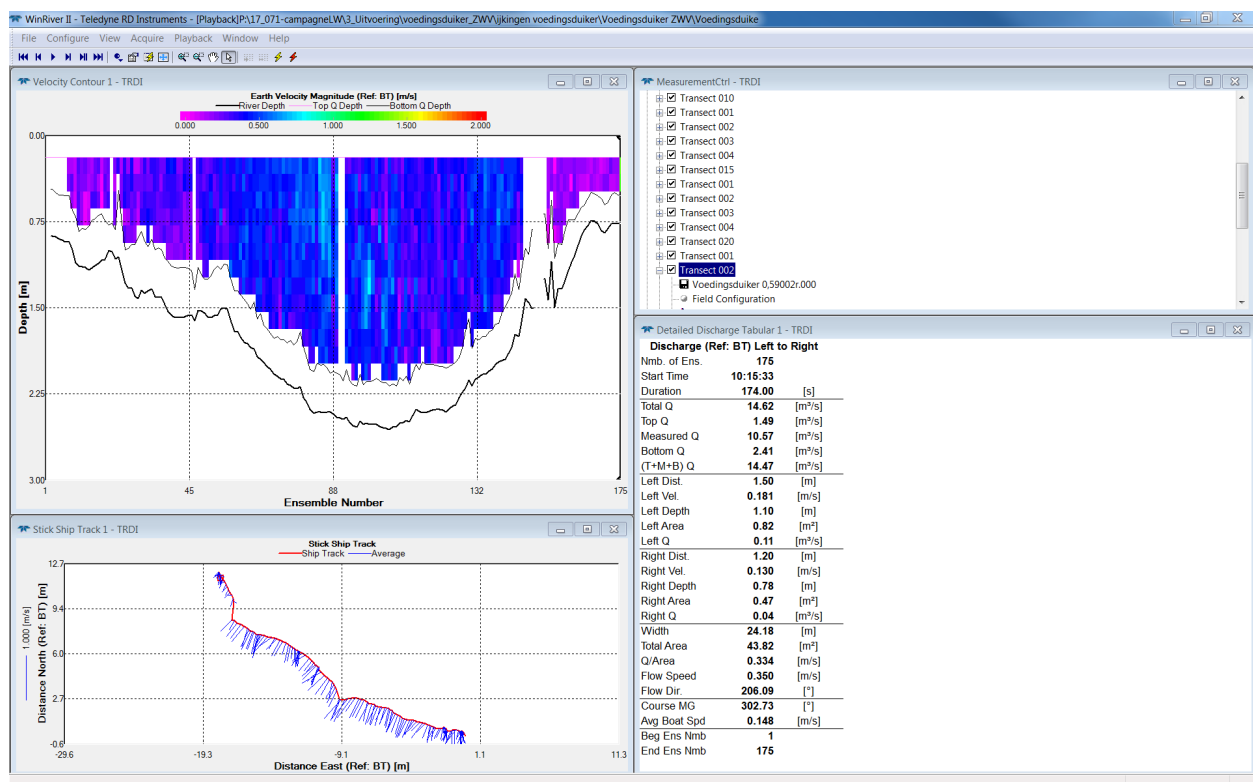 WinRiver II - Teledyne RD Instruments - [Playback]P:\17_071-campagneLW\3_Uitvoering\voedingsduiker_ZWV\ijkingen voedingsduiker\Voedingsduiker ZWV\Voedingsduike
File Configure View Acquire Playback Window Help
Velocity Contour 1 - TRDI
Earth Velocity Magnitude (Ref: BT) [m/s]
River Depth Top Q Depth Bottom Q Depth
0.000 0.500 1.000 1.500 2.000
0.00
0.75
1.50
2.25
3.00
Depth [m]
1 45 88 132 175
Ensemble Number
Stick Ship Track 1 - TRDI
Stick Ship Track
Ship Track Average
12.7
9.4
6.0
2.7
-0.6
1.000 [m/s]
Distance North (Ref: BT) [m]
-29.6 -19.3 -9.1 1.1 11.3
Distance East (Ref: BT) [m]
MeasurementCtrl - TRDI
Transect 010
Transect 001
Transect 002
Transect 003
Transect 004
Transect 015
Transect 001
Transect 002
Transect 003
Transect 004
Transect 020
Transect 001
Transect 002
Voedingsduiker 0,59002r.000
Field Configuration
Detailed Discharge Tabular 1 - TRDI
Discharge (Ref: BT) Left to Right
Nmb. of Ens. 175
Start Time 10:15:33
Duration 174.00 [s]
Total Q 14.62 [m³/s]
Top Q 1.49 [m³/s]
Measured Q 10.57 [m³/s]
Bottom Q 2.41 [m³/s]
(T+M+B) Q 14.47 [m³/s]
Left Dist. 1.50 [m]
Left Vel. 0.181 [m/s]
Left Depth 1.10 [m]
Left Area 0.82 [m²]
Left Q 0.11 [m³/s]
Right Dist. 1.20 [m]
Right Vel. 0.130 [m/s]
Right Depth 0.78 [m]
Right Area 0.47 [m²]
Right Q 0.04 [m³/s]
Width 24.18 [m]
Total Area 43.82 [m²]
Q/Area 0.334 [m/s]
Flow Speed 0.350 [m/s]
Flow Dir. 206.09 [°]
Course MG 302.73 [°]
Avg Boat Spd 0.148 [m/s]
Beg Ens Nmb 1
End Ens Nmb 175